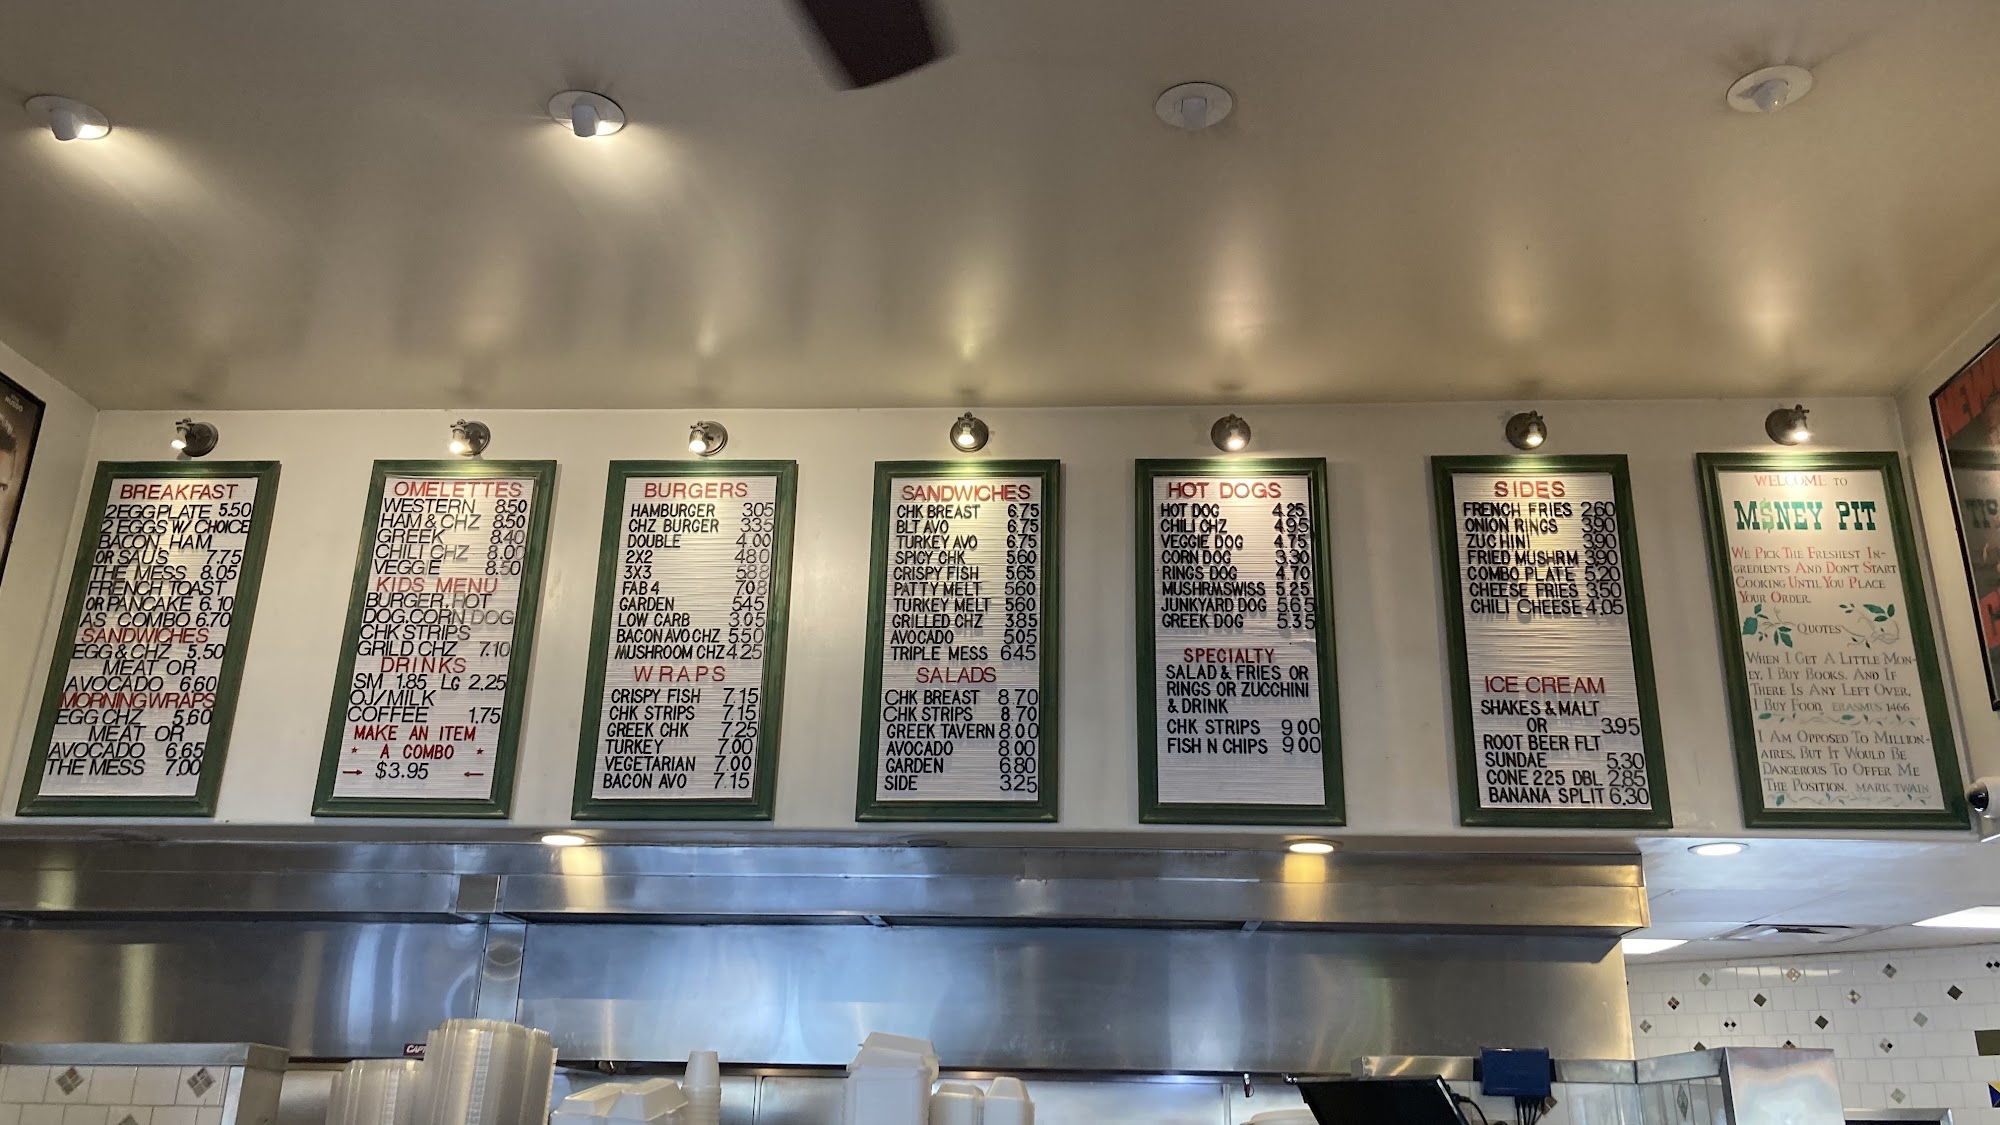 BREAKFAST
2 EGG PLATE 5.50
2 EGGS W/ CHOICE
BACON HAM
OR SAUS 7.75
THE MESS 8.05
FRENCH TOAST
OR PANCAKE 6.10
AS COMBO 6.70
SANDWICHES
EGG & CHZ 5.50
MEAT OR
AVOCADO 6.60
MORNING WRAPS
EGG CHZ 5.60
MEAT OR
AVOCADO 6.65
THE MESS 7.00
OMELETTES
WESTERN 8.50
HAM & CHZ 8.50
GREEK 8.40
CHILI CHZ 8.00
VEGGIE 8.50
KIDS MENU
BURGER, HOT
DOG, CORN DOG
CHK STRIPS
GRILD CHZ 7.10
DRINKS
SM 1.85 LG 2.25
OJ/MILK
COFFEE 1.75
MAKE AN ITEM
* A COMBO *
→ $3.95 ←
BURGERS
HAMBURGER 3.05
CHZ BURGER 3.35
DOUBLE 4.00
2X2 4.80
3X3 5.88
FAB 4 7.08
GARDEN 5.45
LOW CARB 3.05
BACON AVO CHZ 5.50
MUSHROOM CHZ 4.25
WRAPS
CRISPY FISH 7.15
CHK STRIPS 7.15
GREEK CHK 7.25
TURKEY 7.00
VEGETARIAN 7.00
BACON AVO 7.15
SANDWICHES
CHK BREAST 6.75
BLT AVO 6.75
TURKEY AVO 6.75
SPICY CHK 5.60
CRISPY FISH 5.65
PATTY MELT 5.60
TURKEY MELT 5.60
GRILLED CHZ 3.85
AVOCADO 5.05
TRIPLE MESS 6.45
SALADS
CHK BREAST 8.70
CHK STRIPS 8.70
GREEK TAVERN 8.00
AVOCADO 8.00
GARDEN 6.80
SIDE 3.25
HOT DOGS
HOT DOG 4.25
CHILI CHZ 4.95
VEGGIE DOG 4.75
CORN DOG 3.30
RINGS DOG 4.70
MUSHRMSWISS 5.25
JUNKYARD DOG 5.65
GREEK DOG 5.35
SPECIALTY
SALAD & FRIES OR
RINGS OR ZUCCHINI
& DRINK
CHK STRIPS 9.00
FISH N CHIPS 9.00
SIDES
FRENCH FRIES 2.60
ONION RINGS 3.90
ZUCHINI 3.90
FRIED MUSHRM 3.90
COMBO PLATE 5.20
CHEESE FRIES 3.50
CHILI CHEESE 4.05
ICE CREAM
SHAKES & MALT
OR 3.95
ROOT BEER FLT
SUNDAE 5.30
CONE 2.25 DBL 2.85
BANANA SPLIT 6.30
WELCOME TO
M$NEY PIT
WE PICK THE FRESHEST IN-
GREDIENTS AND DON'T START
COOKING UNTIL YOU PLACE
YOUR ORDER.
QUOTES
WHEN I GET A LITTLE MON-
EY, I BUY BOOKS. AND IF
THERE IS ANY LEFT OVER,
I BUY FOOD. ERASMUS 1466
I AM OPPOSED TO MILLION-
AIRES, BUT IT WOULD BE
DANGEROUS TO OFFER ME
THE POSITION. MARK TWAIN